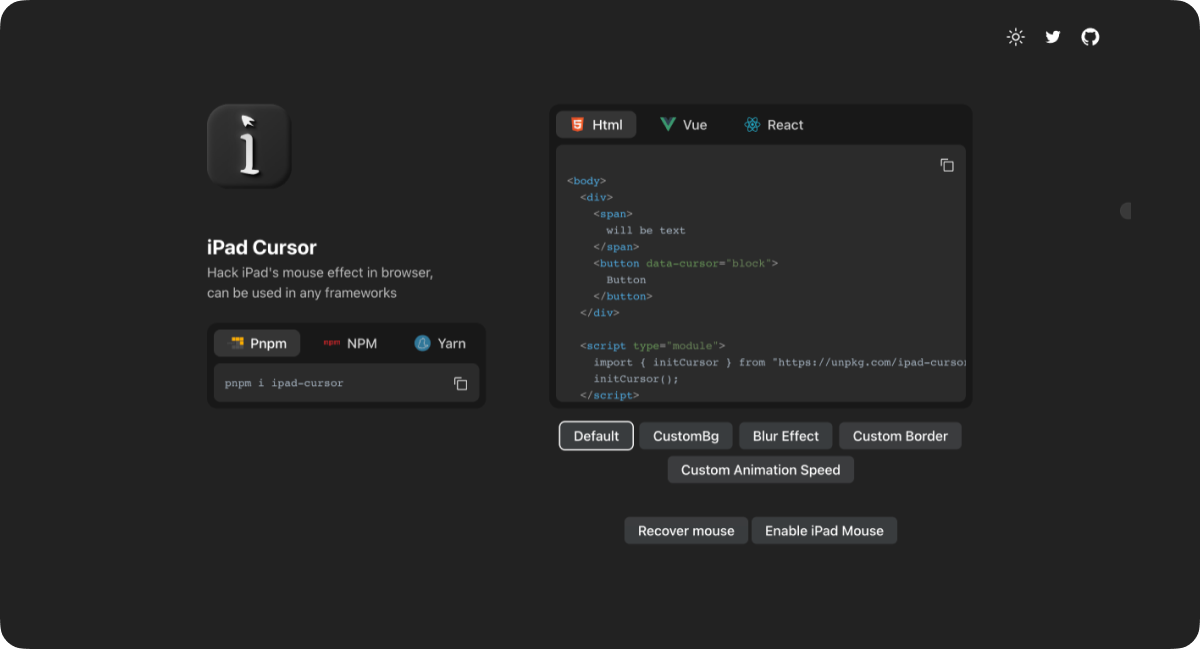 i
iPad Cursor
Hack iPad's mouse effect in browser,
can be used in any frameworks
Pnpm
npm NPM
Yarn
pnpm i ipad-cursor
Html
Vue
React
<body>
<div>
<span>
will be text
</span>
<button data-cursor="block">
Button
</button>
</div>
<script type="module">
import { initCursor } from "https://unpkg.com/ipad-cursor
initCursor();
</script>
Default
CustomBg
Blur Effect
Custom Border
Custom Animation Speed
Recover mouse
Enable iPad Mouse